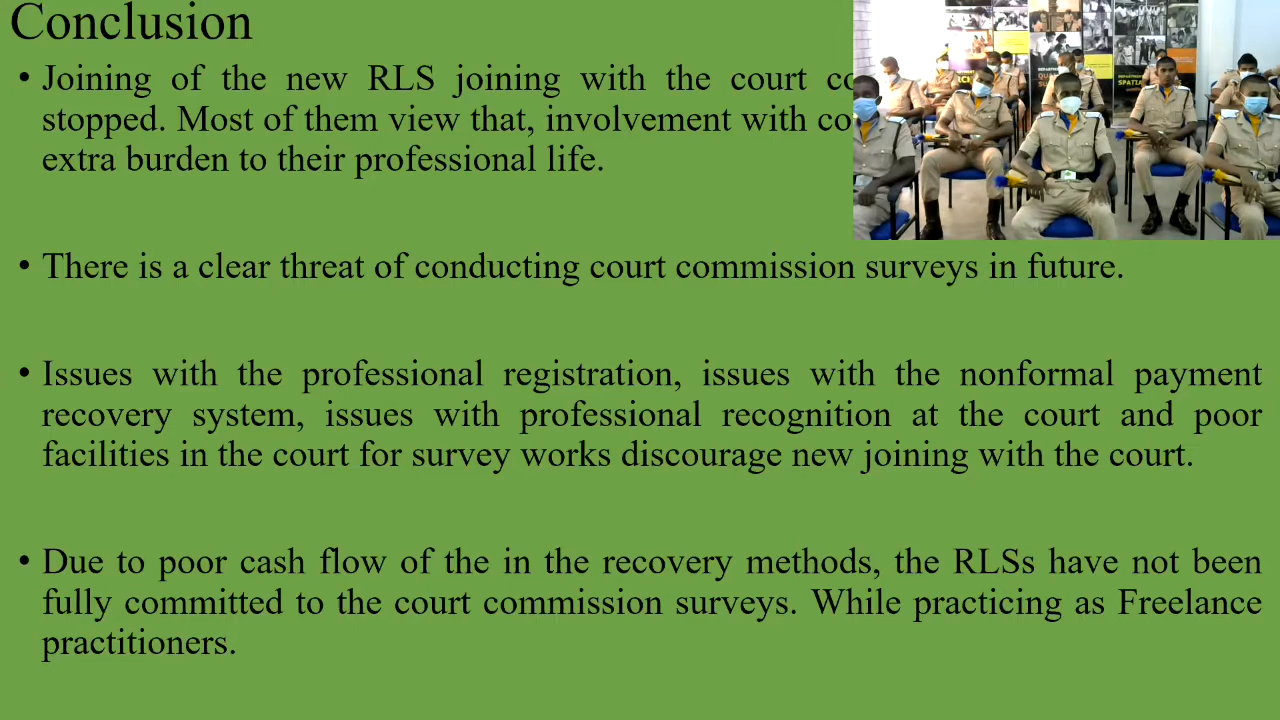 Conclusion
• Joining of the new RLS joining with the court
stopped. Most of them view that, involvement with
extra burden to their professional life.
• There is a clear threat of conducting court commission surveys in future.
• Issues with the professional registration, issues with the nonformal payment
recovery system, issues with professional recognition at the court and poor
facilities in the court for survey works discourage new joining with the court.
• Due to poor cash flow of the in the recovery methods, the RLSs have not been
fully committed to the court commission surveys. While practicing as Freelance
practitioners.